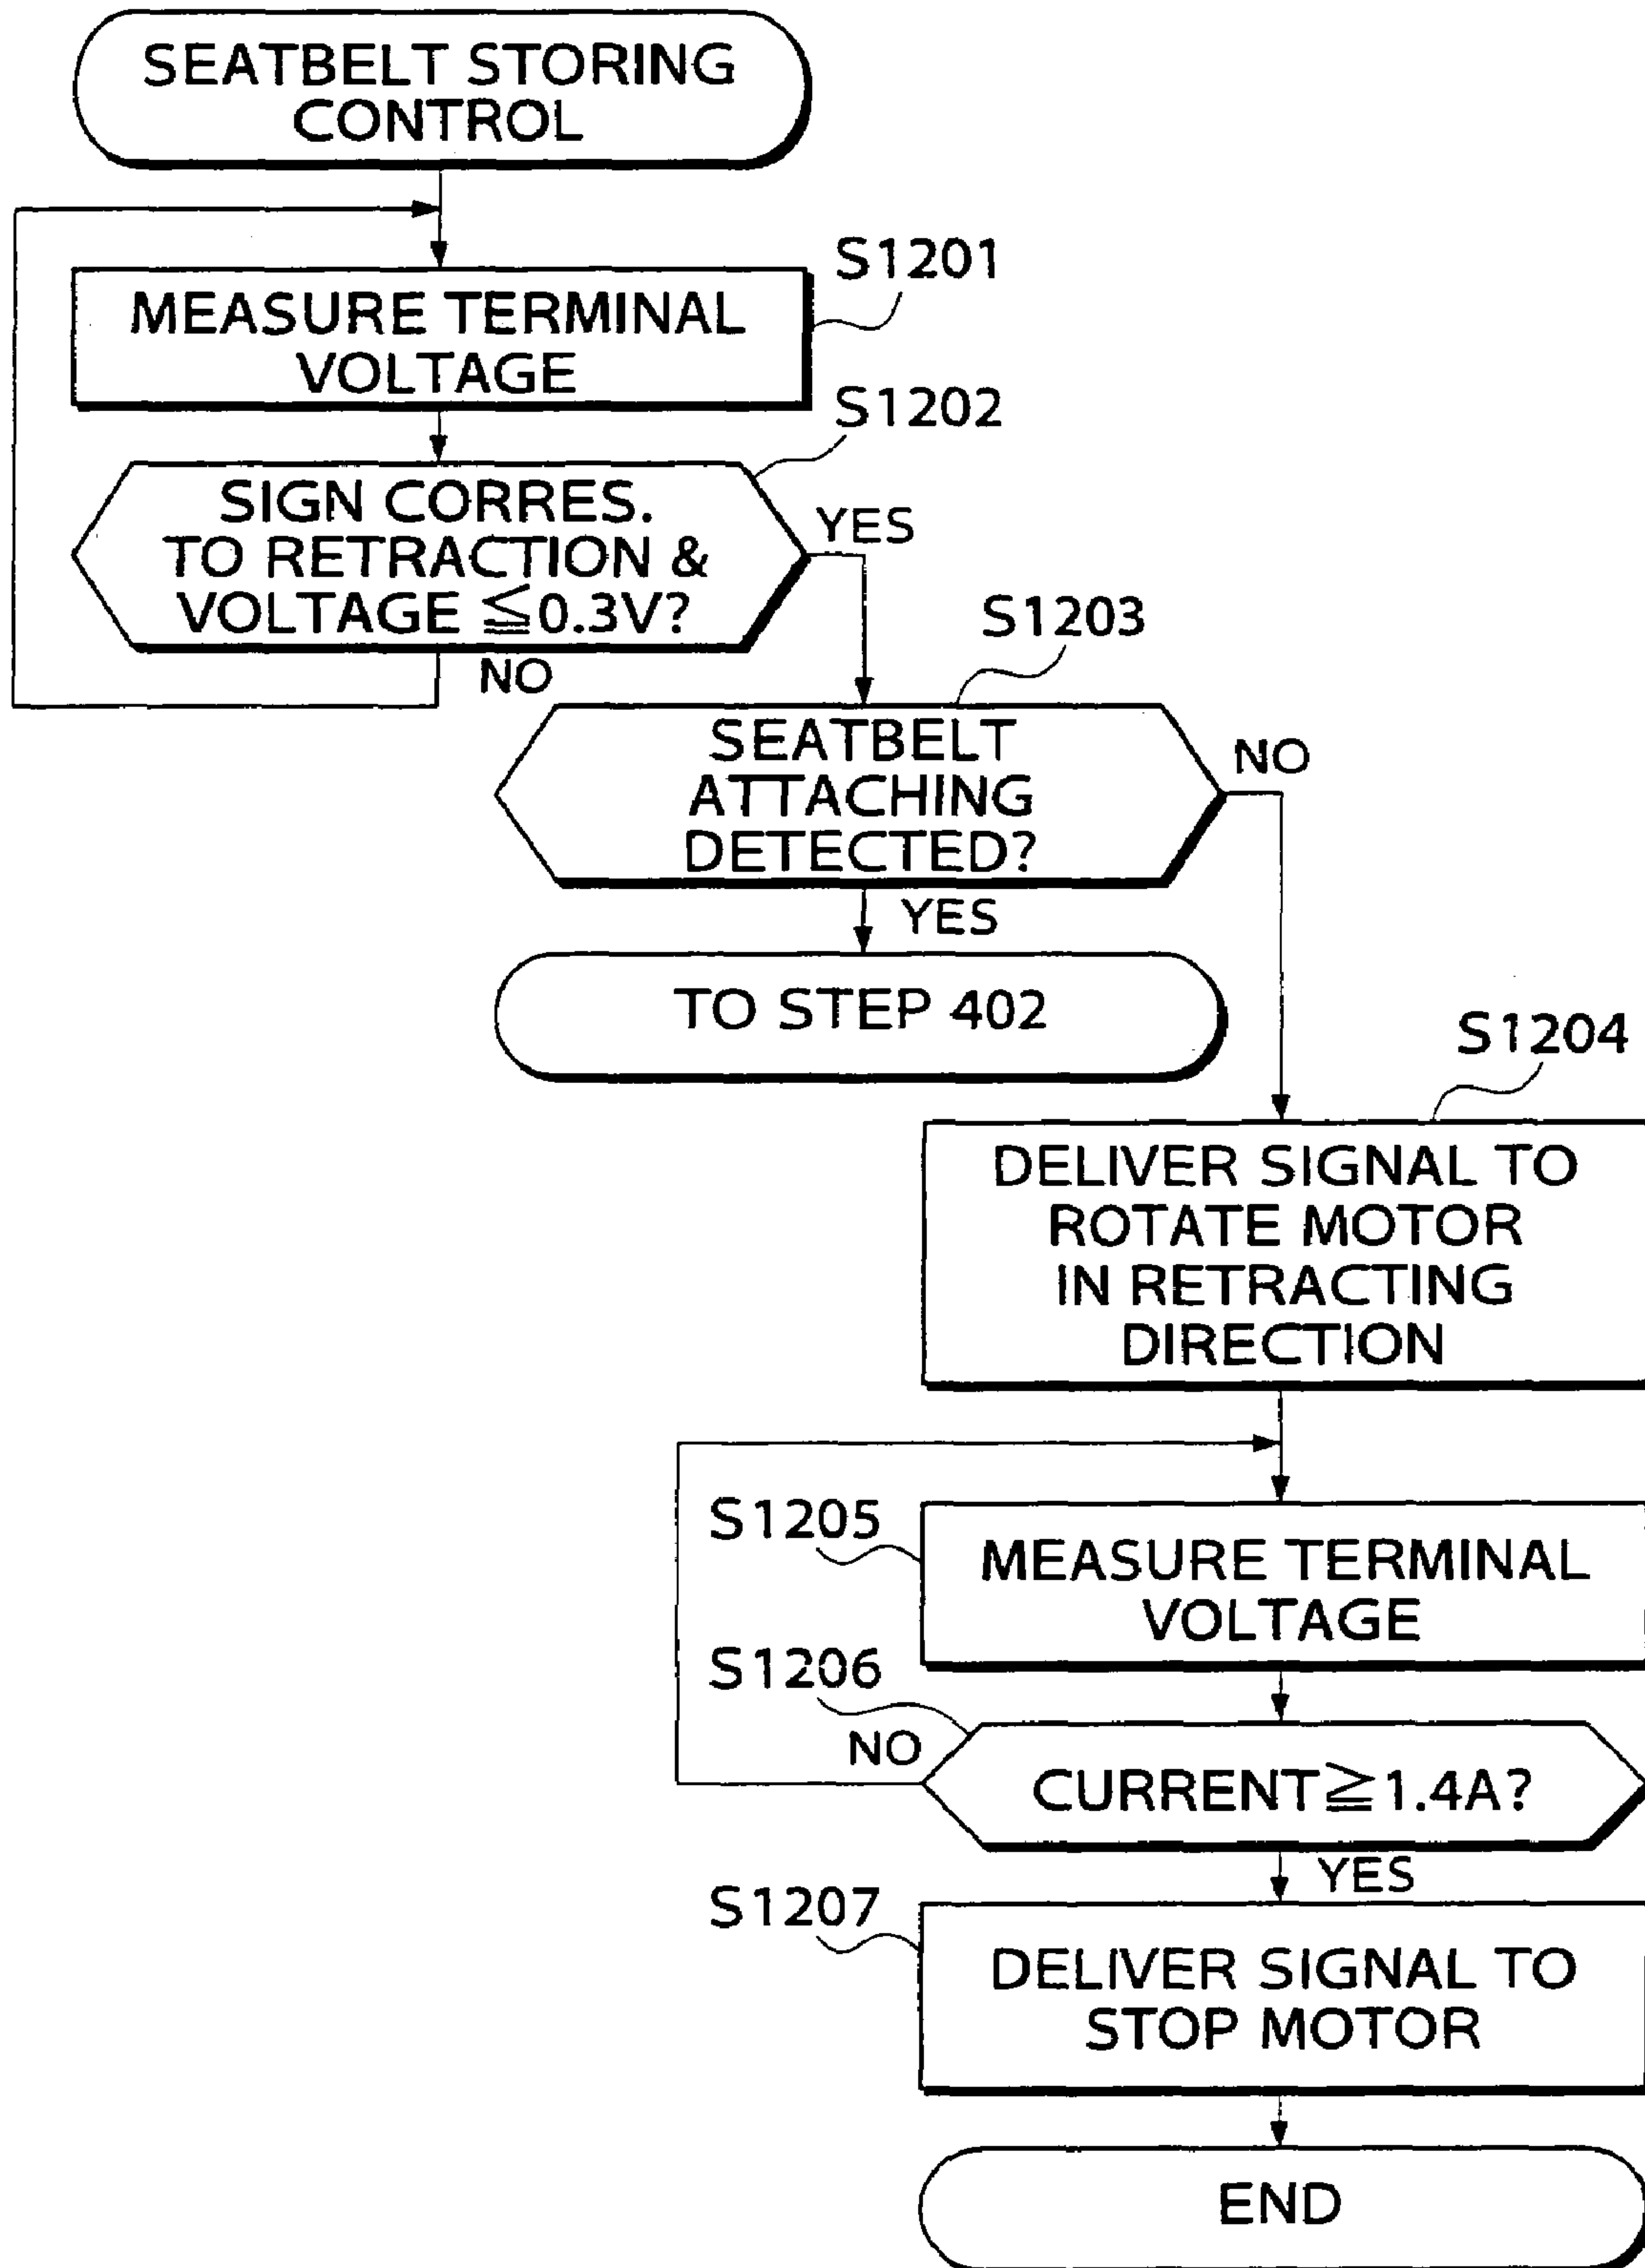 SEATBELT STORING
CONTROL
S1201
MEASURE TERMINAL
VOLTAGE
S1202
SIGN CORRES.
TO RETRACTION &
VOLTAGE ≦0.3V?
YES
NO
S1203
SEATBELT
ATTACHING
DETECTED?
NO
YES
TO STEP 402
S1204
DELIVER SIGNAL TO
ROTATE MOTOR
IN RETRACTING
DIRECTION
S1205
MEASURE TERMINAL
VOLTAGE
S1206
NO
CURRENT≧1.4A?
YES
S1207
DELIVER SIGNAL TO
STOP MOTOR
END